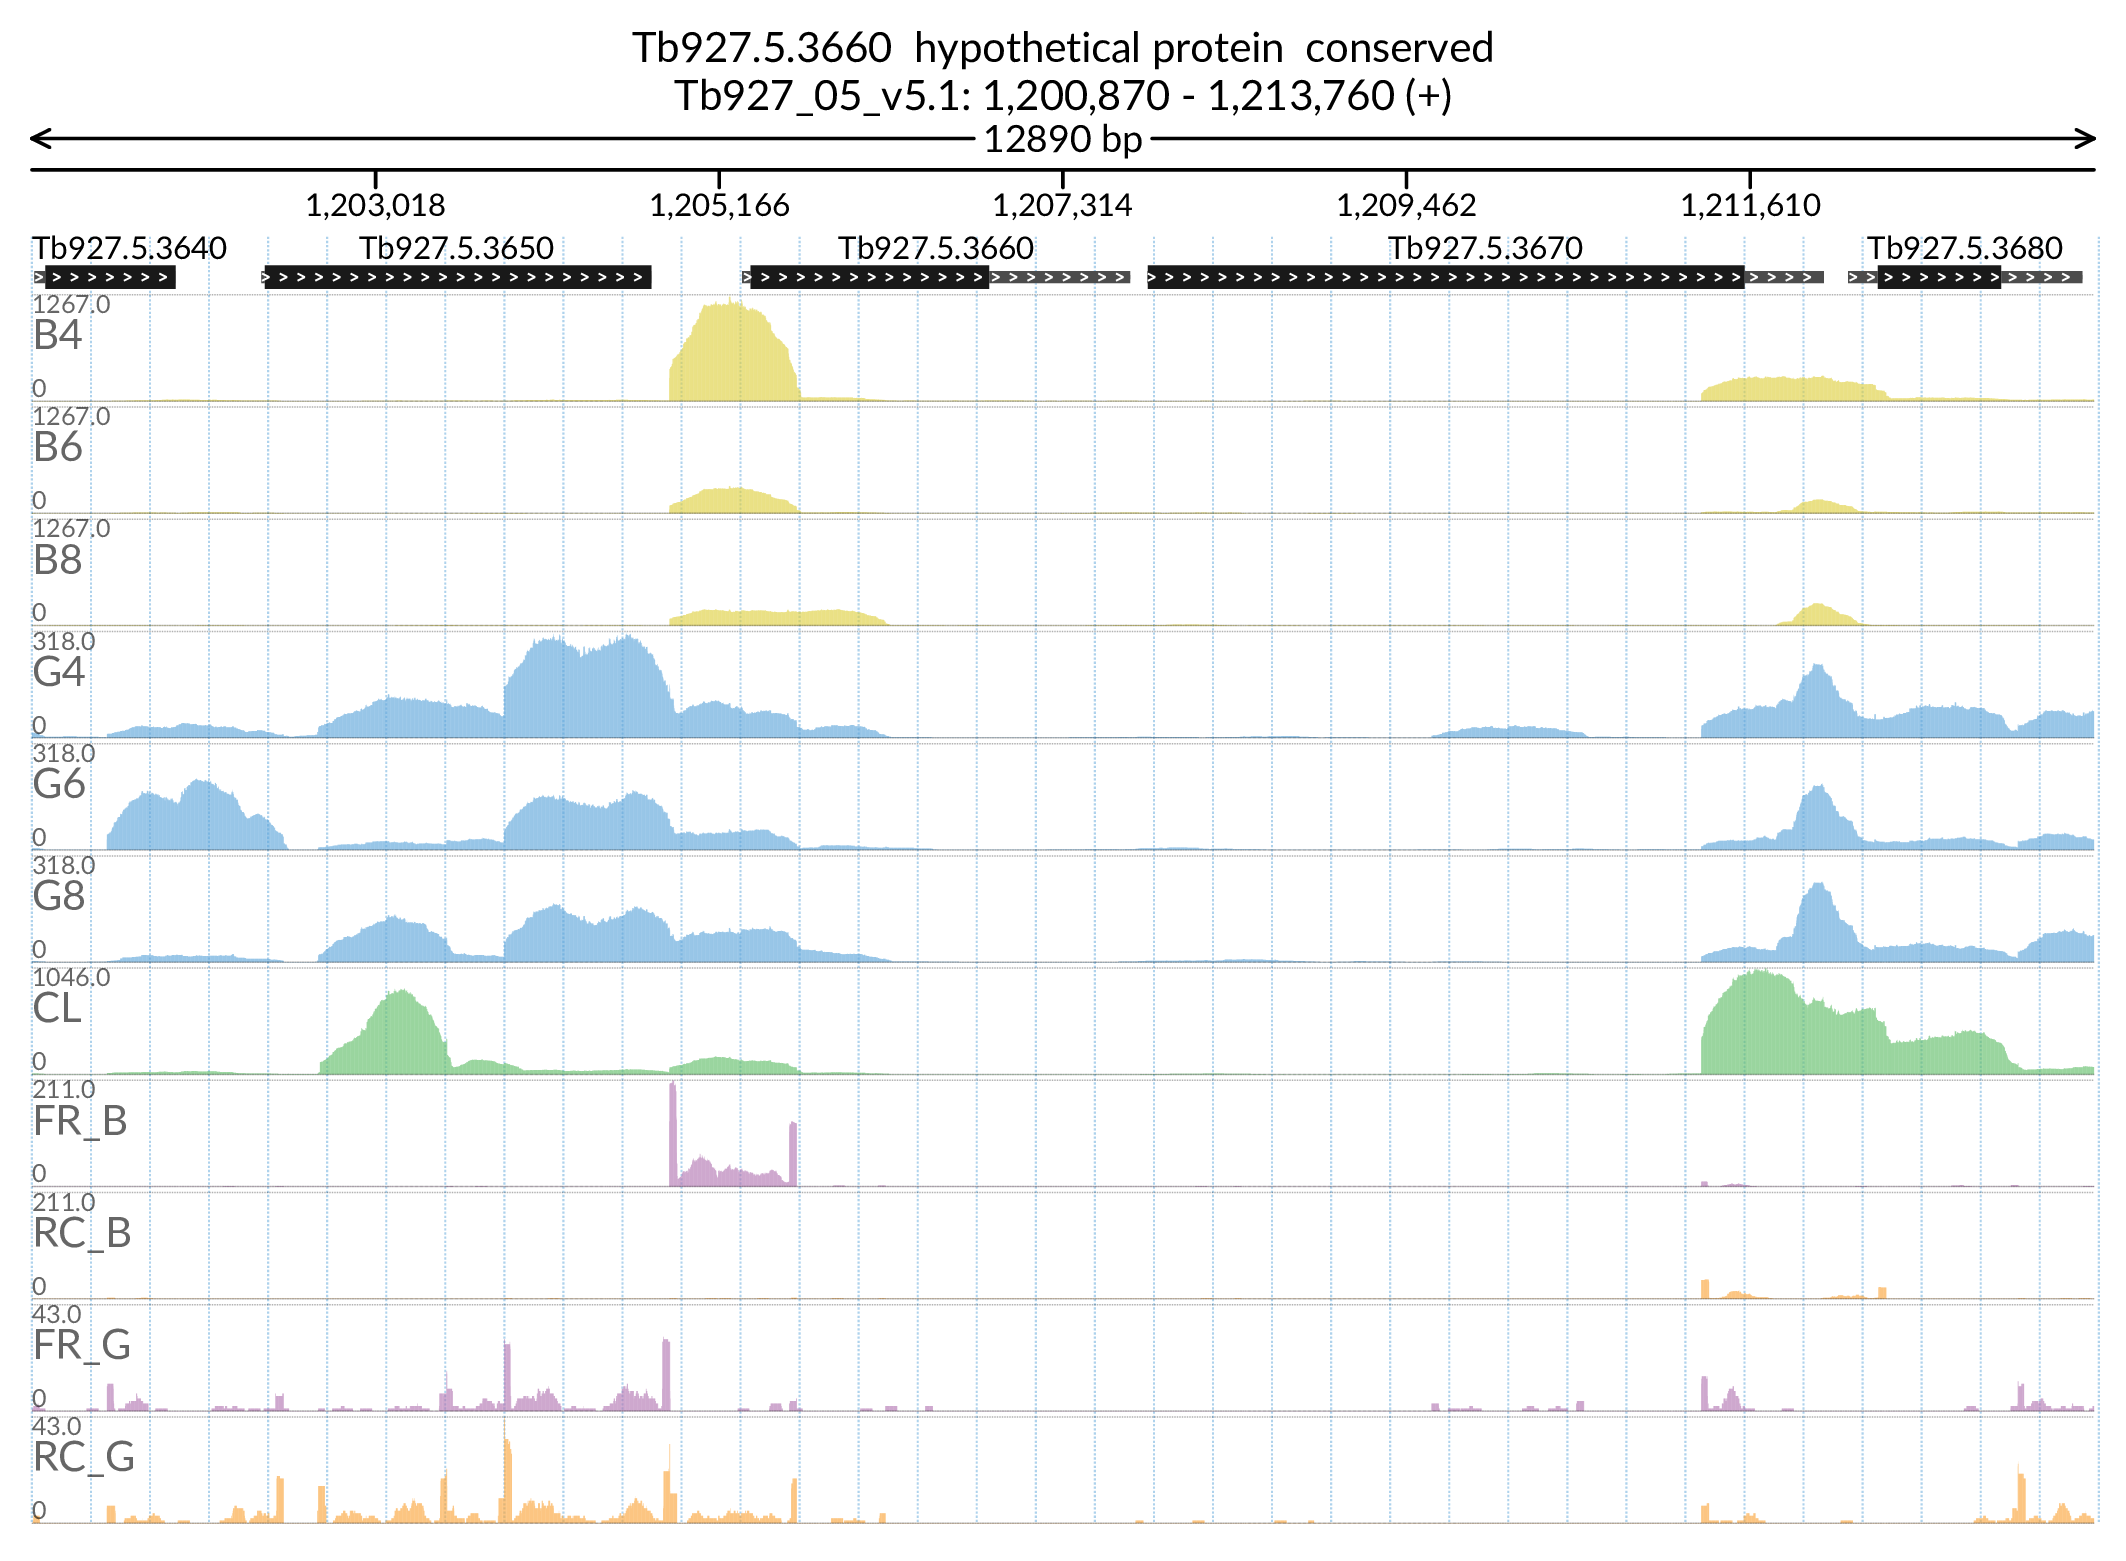 Tb927.5.3660 hypothetical protein conserved
Tb927_05_v5.1: 1,200,870 - 1,213,760 (+)
12890 bp
1,203,018 1,205,166 1,207,314 1,209,462 1,211,610
Tb927.5.3640 Tb927.5.3650 Tb927.5.3660 Tb927.5.3670 Tb927.5.3680
1267.0
B4
0
1267.0
B6
0
1267.0
B8
0
318.0
G4
0
318.0
G6
0
318.0
G8
0
1046.0
CL
0
211.0
FR_B
0
211.0
RC_B
0
43.0
FR_G
0
43.0
RC_G
0